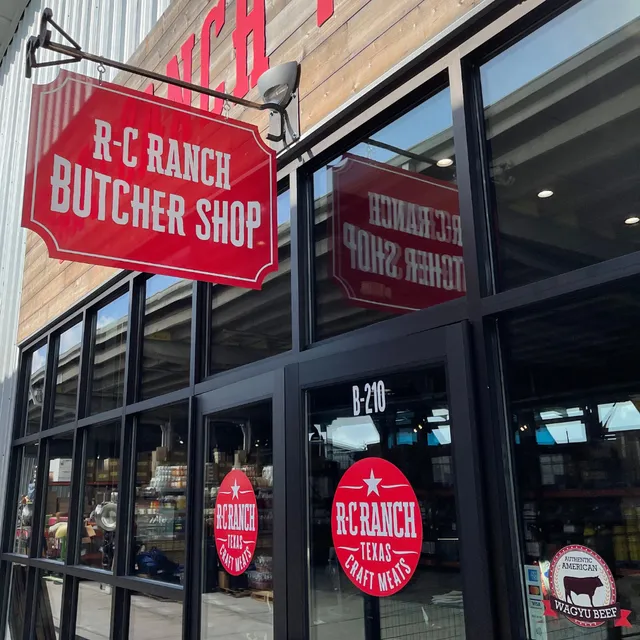 RANCH
R-C RANCH
BUTCHER SHOP
R-C RANCH
BUTCHER SHOP
B-210
R-C RANCH
TEXAS
CRAFT MEATS
R-C RANCH
TEXAS
CRAFT MEATS
AUTHENTIC
AMERICAN
WAGYU BEEF